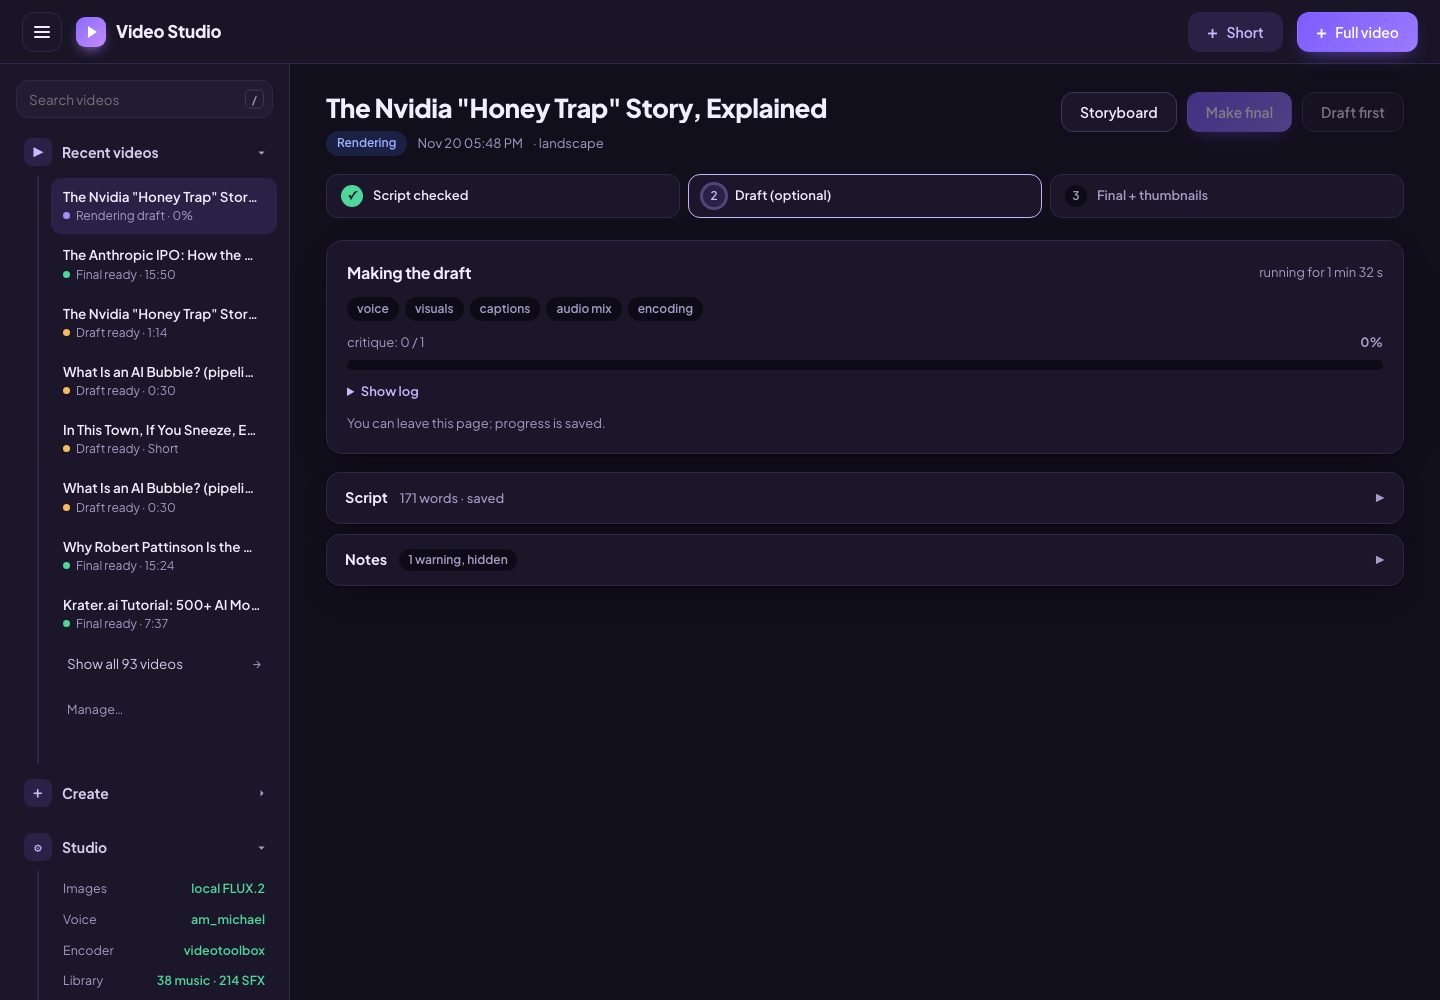 Video Studio
+ Short
+ Full video
Search videos /
Recent videos
The Nvidia "Honey Trap" Stor…
Rendering draft · 0%
The Anthropic IPO: How the …
Final ready · 15:50
The Nvidia "Honey Trap" Stor…
Draft ready · 1:14
What Is an AI Bubble? (pipeli…
Draft ready · 0:30
In This Town, If You Sneeze, E…
Draft ready · Short
What Is an AI Bubble? (pipeli…
Draft ready · 0:30
Why Robert Pattinson Is the …
Final ready · 15:24
Krater.ai Tutorial: 500+ AI Mo…
Final ready · 7:37
Show all 93 videos →
Manage…
+ Create
Studio
Images local FLUX.2
Voice am_michael
Encoder videotoolbox
Library 38 music · 214 SFX
The Nvidia "Honey Trap" Story, Explained
Rendering Nov 20 05:48 PM · landscape
Storyboard
Make final
Draft first
✓ Script checked
2 Draft (optional)
3 Final + thumbnails
Making the draft running for 1 min 32 s
voice visuals captions audio mix encoding
critique: 0 / 1 0%
Show log
You can leave this page; progress is saved.
Script 171 words · saved
Notes 1 warning, hidden